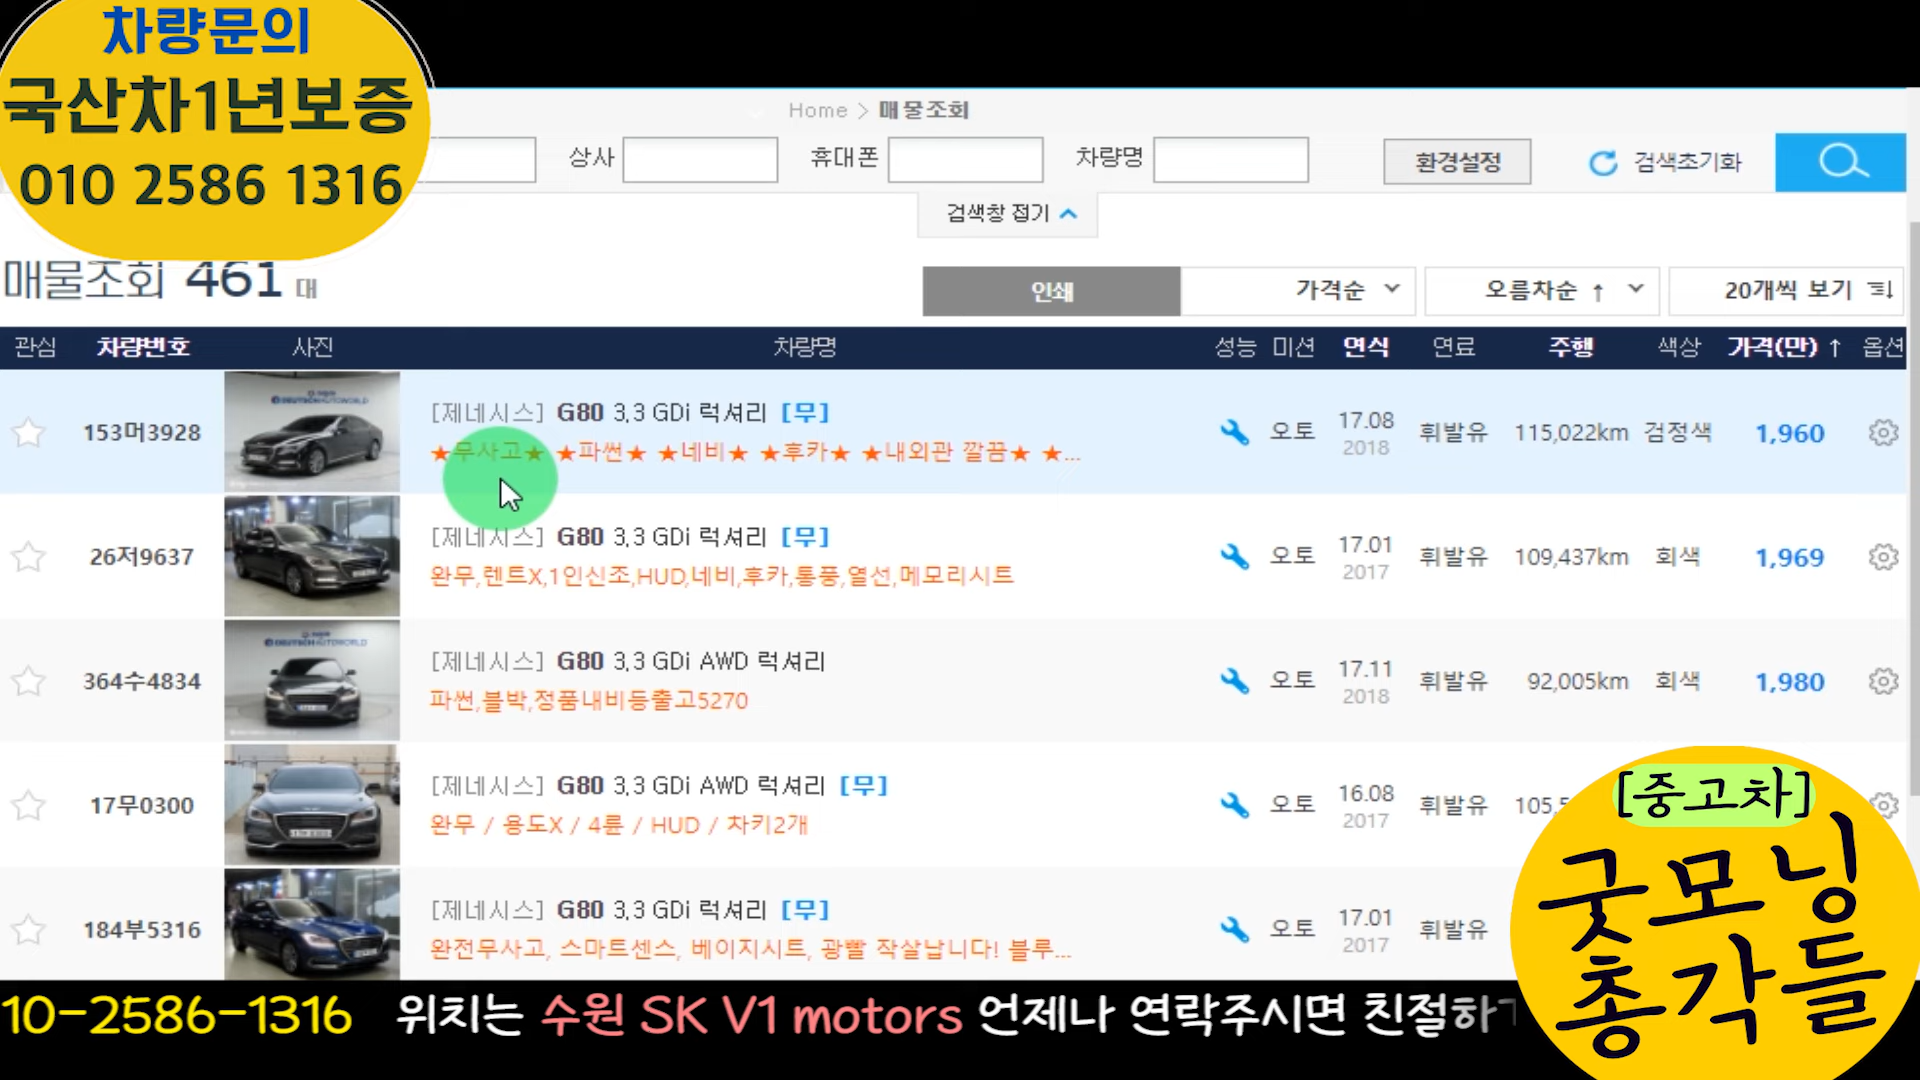 차량문의
국산차1년보증
010 2586 1316
Home > 매물조회
상사 휴대폰 차량명 환경설정 검색초기화
검색창 접기
매물조회 461 대
인쇄 가격순 오름차순 ↑ 20개씩 보기
관심 차량번호 사진 차량명 성능 미션 연식 연료 주행 색상 가격(만) ↑ 옵션
153머3928 [제네시스] G80 3.3 GDi 럭셔리 [무] 오토 17.08 2018 휘발유 115,022km 검정색 1,960
★무사고★ ★파썬★ ★네비★ ★후카★ ★내외관 깔끔★ ★...
26저9637 [제네시스] G80 3.3 GDi 럭셔리 [무] 오토 17.01 2017 휘발유 109,437km 회색 1,969
완무,렌트X,1인신조,HUD,네비,후카,통풍,열선,메모리시트
364수4834 [제네시스] G80 3.3 GDi AWD 럭셔리 오토 17.11 2018 휘발유 92,005km 회색 1,980
파썬,블박,정품내비등출고5270
17무0300 [제네시스] G80 3.3 GDi AWD 럭셔리 [무] 오토 16.08 2017 휘발유 105,
완무 / 용도X / 4륜 / HUD / 차키2개
184부5316 [제네시스] G80 3.3 GDi 럭셔리 [무] 오토 17.01 2017 휘발유
완전무사고, 스마트센스, 베이지시트, 광빨 작살납니다! 블루...
[중고차]
굿모닝
총각들
10-2586-1316 위치는 수원 SK V1 motors 언제나 연락주시면 친절하